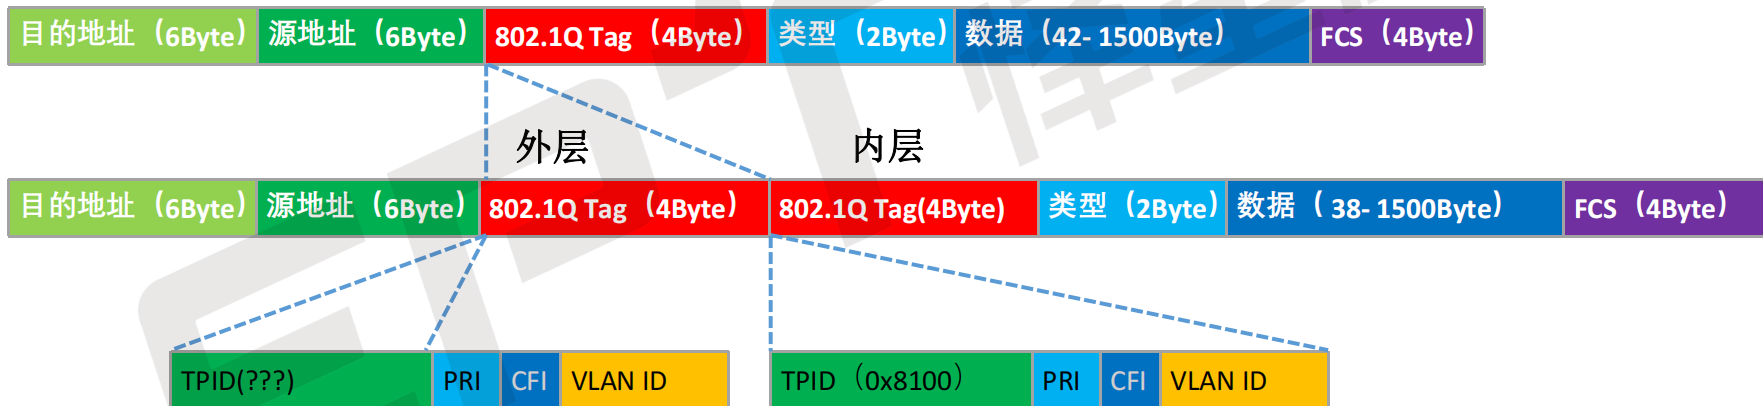 目的地址（6Byte） 源地址（6Byte） 802.1Q Tag（4Byte） 类型（2Byte） 数据（42- 1500Byte） FCS（4Byte）
外层 内层
目的地址（6Byte） 源地址（6Byte） 802.1Q Tag（4Byte） 802.1Q Tag(4Byte) 类型（2Byte） 数据（ 38- 1500Byte） FCS（4Byte）
TPID(???) PRI CFI VLAN ID TPID（0x8100） PRI CFI VLAN ID